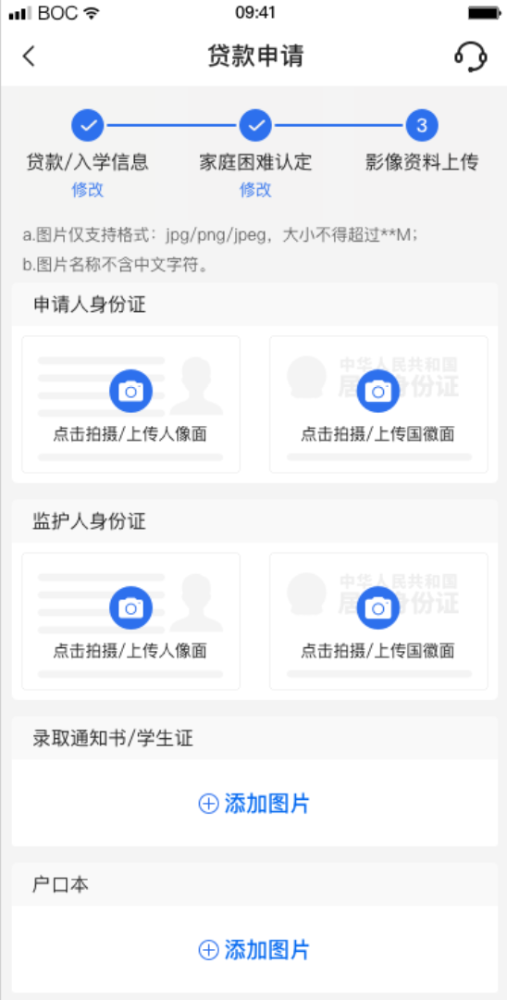 BOC 09:41
贷款申请
3
贷款/入学信息 家庭困难认定 影像资料上传
修改 修改
a.图片仅支持格式：jpg/png/jpeg，大小不得超过**M；
b.图片名称不含中文字符。
申请人身份证
中华人民共和国
居 身份证
点击拍摄/上传人像面 点击拍摄/上传国徽面
监护人身份证
中华人民共和国
居 身份证
点击拍摄/上传人像面 点击拍摄/上传国徽面
录取通知书/学生证
添加图片
户口本
添加图片